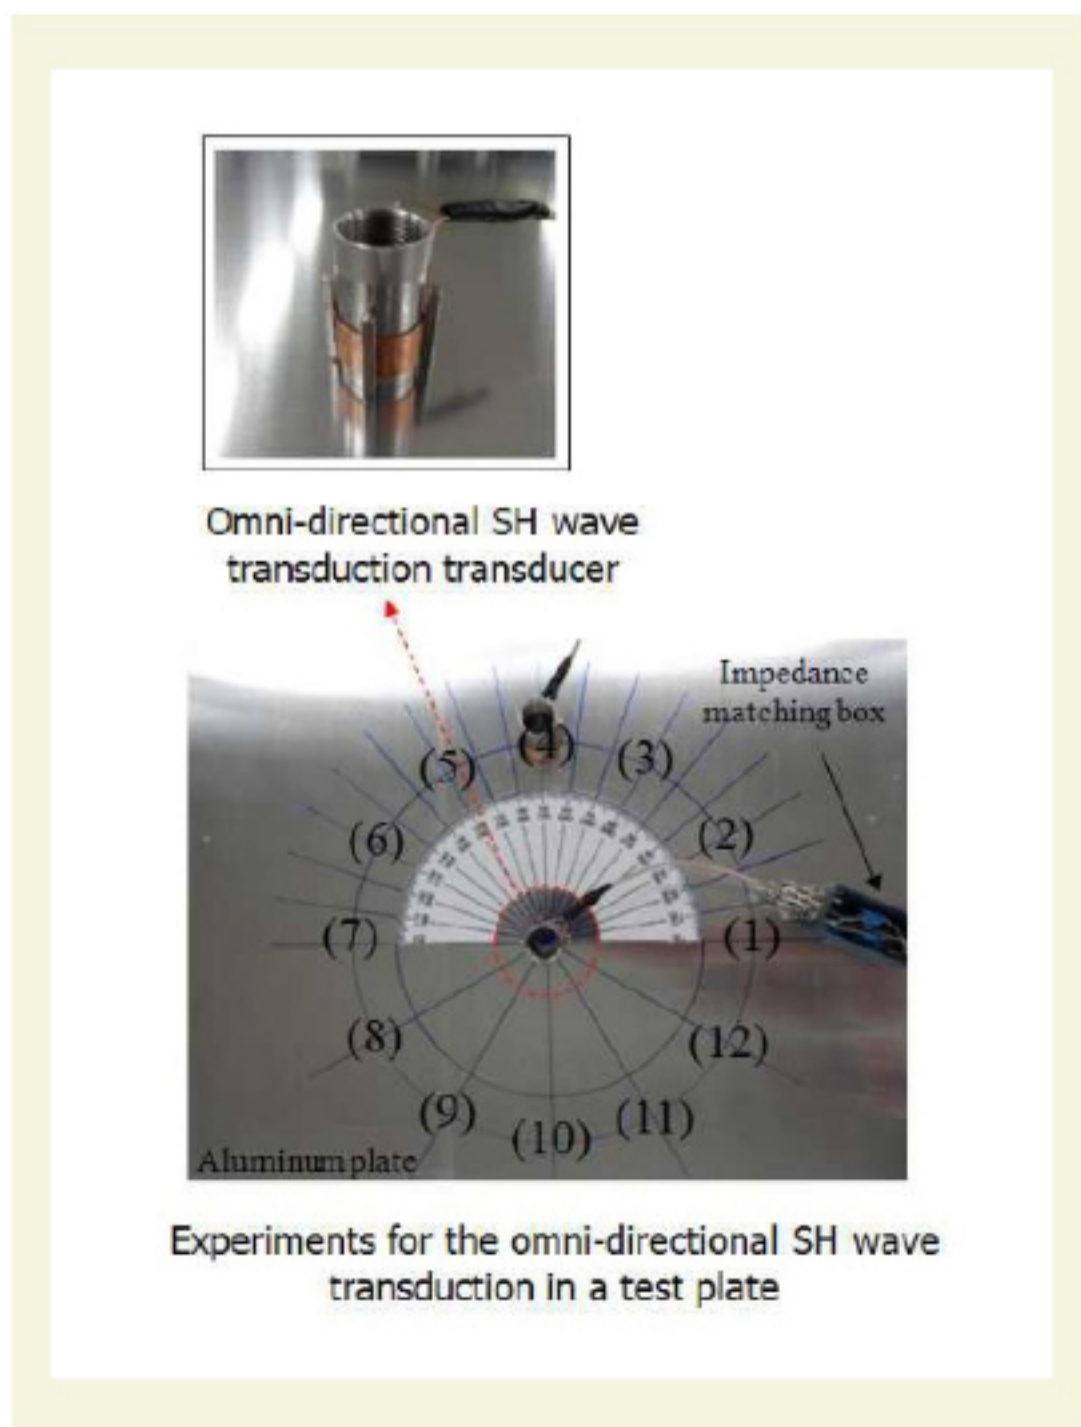 Omni-directional SH wave
transduction transducer
Impedance
matching box
(4)
(5)
(3)
(6)
(2)
(7)
(1)
(8)
(12)
(9)
(10)
(11)
Aluminum plate
Experiments for the omni-directional SH wave
transduction in a test plate